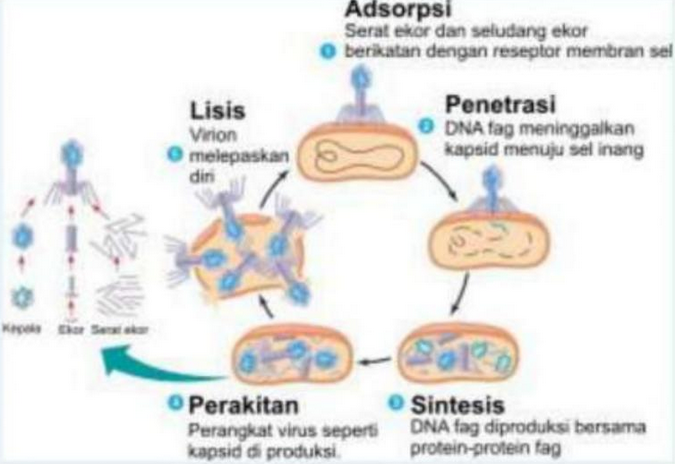 Adsorpsi
Serat ekor dan seludang ekor
1 berikatan dengan reseptor membran sel
Penetrasi
2 DNA fag meninggalkan
kapsid menuju sel inang
3 Sintesis
DNA fag diproduksi bersama
protein-protein fag
4 Perakitan
Perangkat virus seperti
kapsid di produksi.
Lisis
Virion
melepaskan
diri
Kepala Ekor Serat ekor